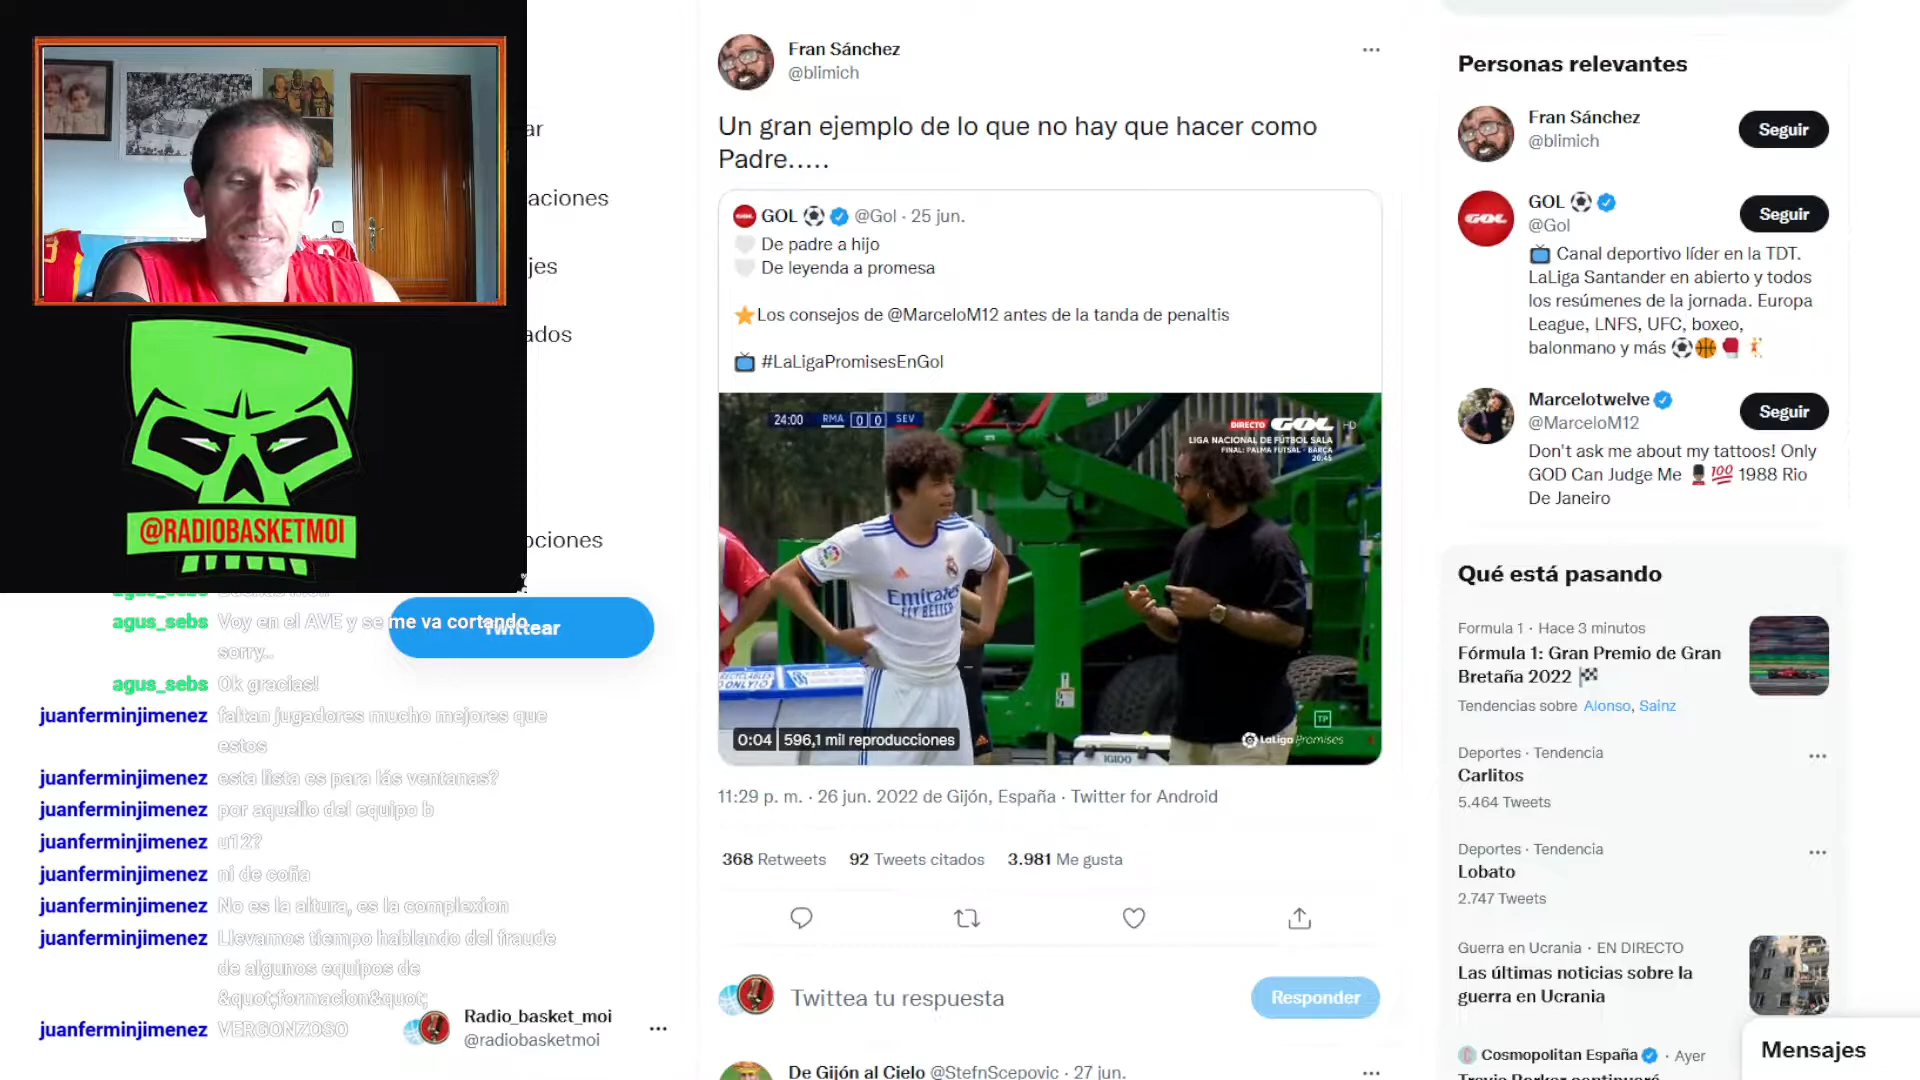 @RADIOBASKETMOI
ar
aciones
jes
ados
pciones
Twittear
agus_sebs Voy en el AVE y se me va cortando
sorry..
agus_sebs Ok gracias!
juanferminjimenez faltan jugadores mucho mejores que
estos
juanferminjimenez esta lista es para lás ventanas?
juanferminjimenez por aquello del equipo b
juanferminjimenez u12?
juanferminjimenez ni de coña
juanferminjimenez No es la altura, es la complexion
juanferminjimenez Llevamos tiempo hablando del fraude
de algunos equipos de
&quot;formacion&quot;
juanferminjimenez VERGONZOSO
Radio_basket_moi
@radiobasketmoi
Fran Sánchez
@blimich
Un gran ejemplo de lo que no hay que hacer como
Padre.....
GOL @Gol · 25 jun.
De padre a hijo
De leyenda a promesa
Los consejos de @MarceloM12 antes de la tanda de penaltis
#LaLigaPromisesEnGol
24:00 RMA 0 0 SEV
DIRECTO GOL HD
LIGA NACIONAL DE FÚTBOL SALA
FINAL: PALMA FUTSAL - BARÇA
20:45
Emirates
FLY BETTER
TP
LaLiga Promises
0:04 596,1 mil reproducciones
11:29 p. m. · 26 jun. 2022 de Gijón, España · Twitter for Android
368 Retweets 92 Tweets citados 3.981 Me gusta
Twittea tu respuesta
Responder
De Gijón al Cielo @StefnScepovic · 27 jun.
Personas relevantes
Fran Sánchez
@blimich
Seguir
GOL
@Gol
Seguir
Canal deportivo líder en la TDT.
LaLiga Santander en abierto y todos
los resúmenes de la jornada. Europa
League, LNFS, UFC, boxeo,
balonmano y más
Marcelotwelve
@MarceloM12
Seguir
Don't ask me about my tattoos! Only
GOD Can Judge Me 💂🏿💯 1988 Rio
De Janeiro
Qué está pasando
Formula 1 · Hace 3 minutos
Fórmula 1: Gran Premio de Gran
Bretaña 2022
Tendencias sobre Alonso, Sainz
Deportes · Tendencia
Carlitos
5.464 Tweets
Deportes · Tendencia
Lobato
2.747 Tweets
Guerra en Ucrania · EN DIRECTO
Las últimas noticias sobre la
guerra en Ucrania
Cosmopolitan España · Ayer
Mensajes